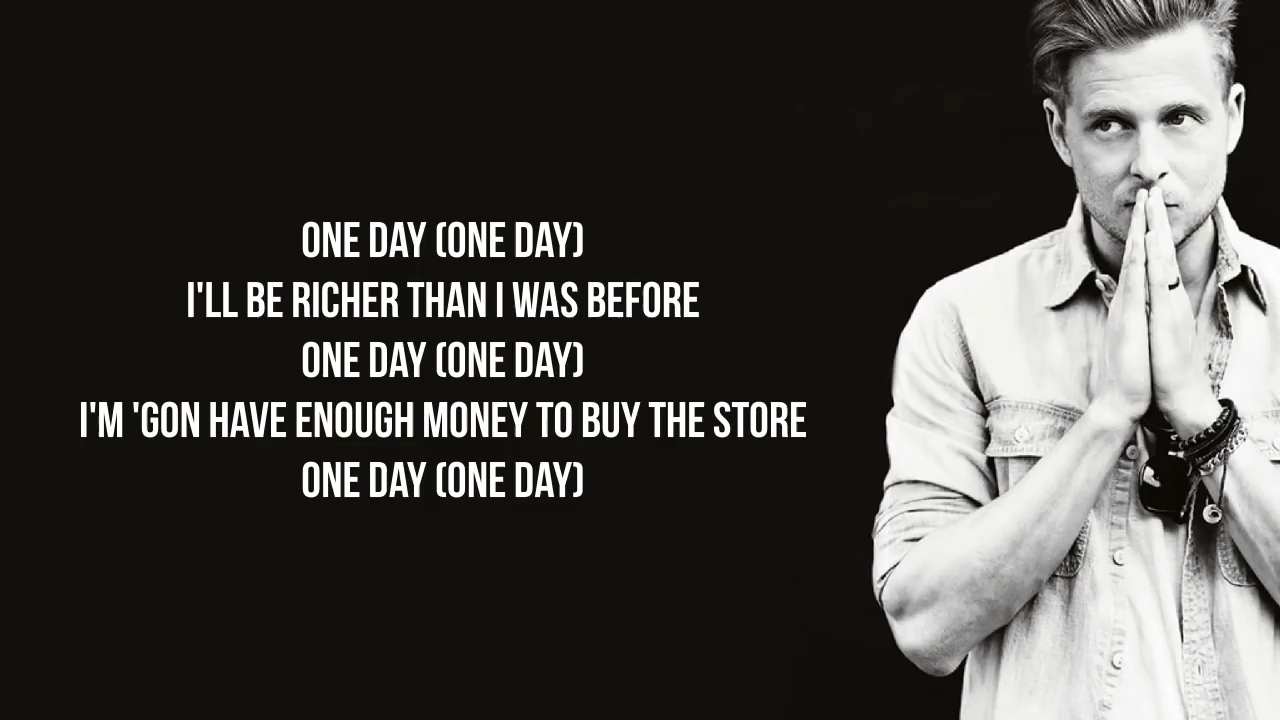 ONE DAY (ONE DAY)
I'LL BE RICHER THAN I WAS BEFORE
ONE DAY (ONE DAY)
I'M 'GON HAVE ENOUGH MONEY TO BUY THE STORE
ONE DAY (ONE DAY)